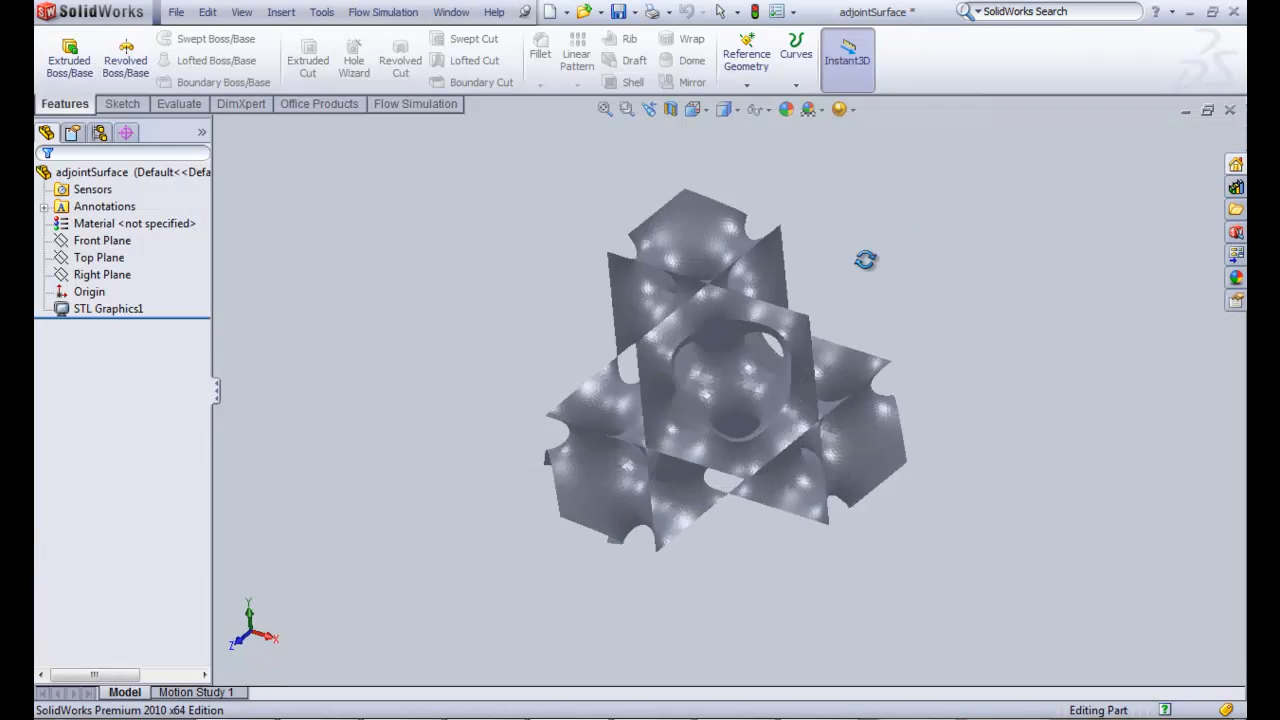 SolidWorks File Edit View Insert Tools Flow Simulation Window Help adjointSurface * SolidWorks Search
Extruded Boss/Base
Revolved Boss/Base
Swept Boss/Base
Lofted Boss/Base
Boundary Boss/Base
Extruded Cut
Hole Wizard
Revolved Cut
Swept Cut
Lofted Cut
Boundary Cut
Fillet
Linear Pattern
Rib
Draft
Shell
Wrap
Dome
Mirror
Reference Geometry
Curves
Instant3D
Features Sketch Evaluate DimXpert Office Products Flow Simulation
adjointSurface (Default<<Defa
Sensors
Annotations
Material <not specified>
Front Plane
Top Plane
Right Plane
Origin
STL Graphics1
Y
X
Z
Model Motion Study 1
SolidWorks Premium 2010 x64 Edition Editing Part